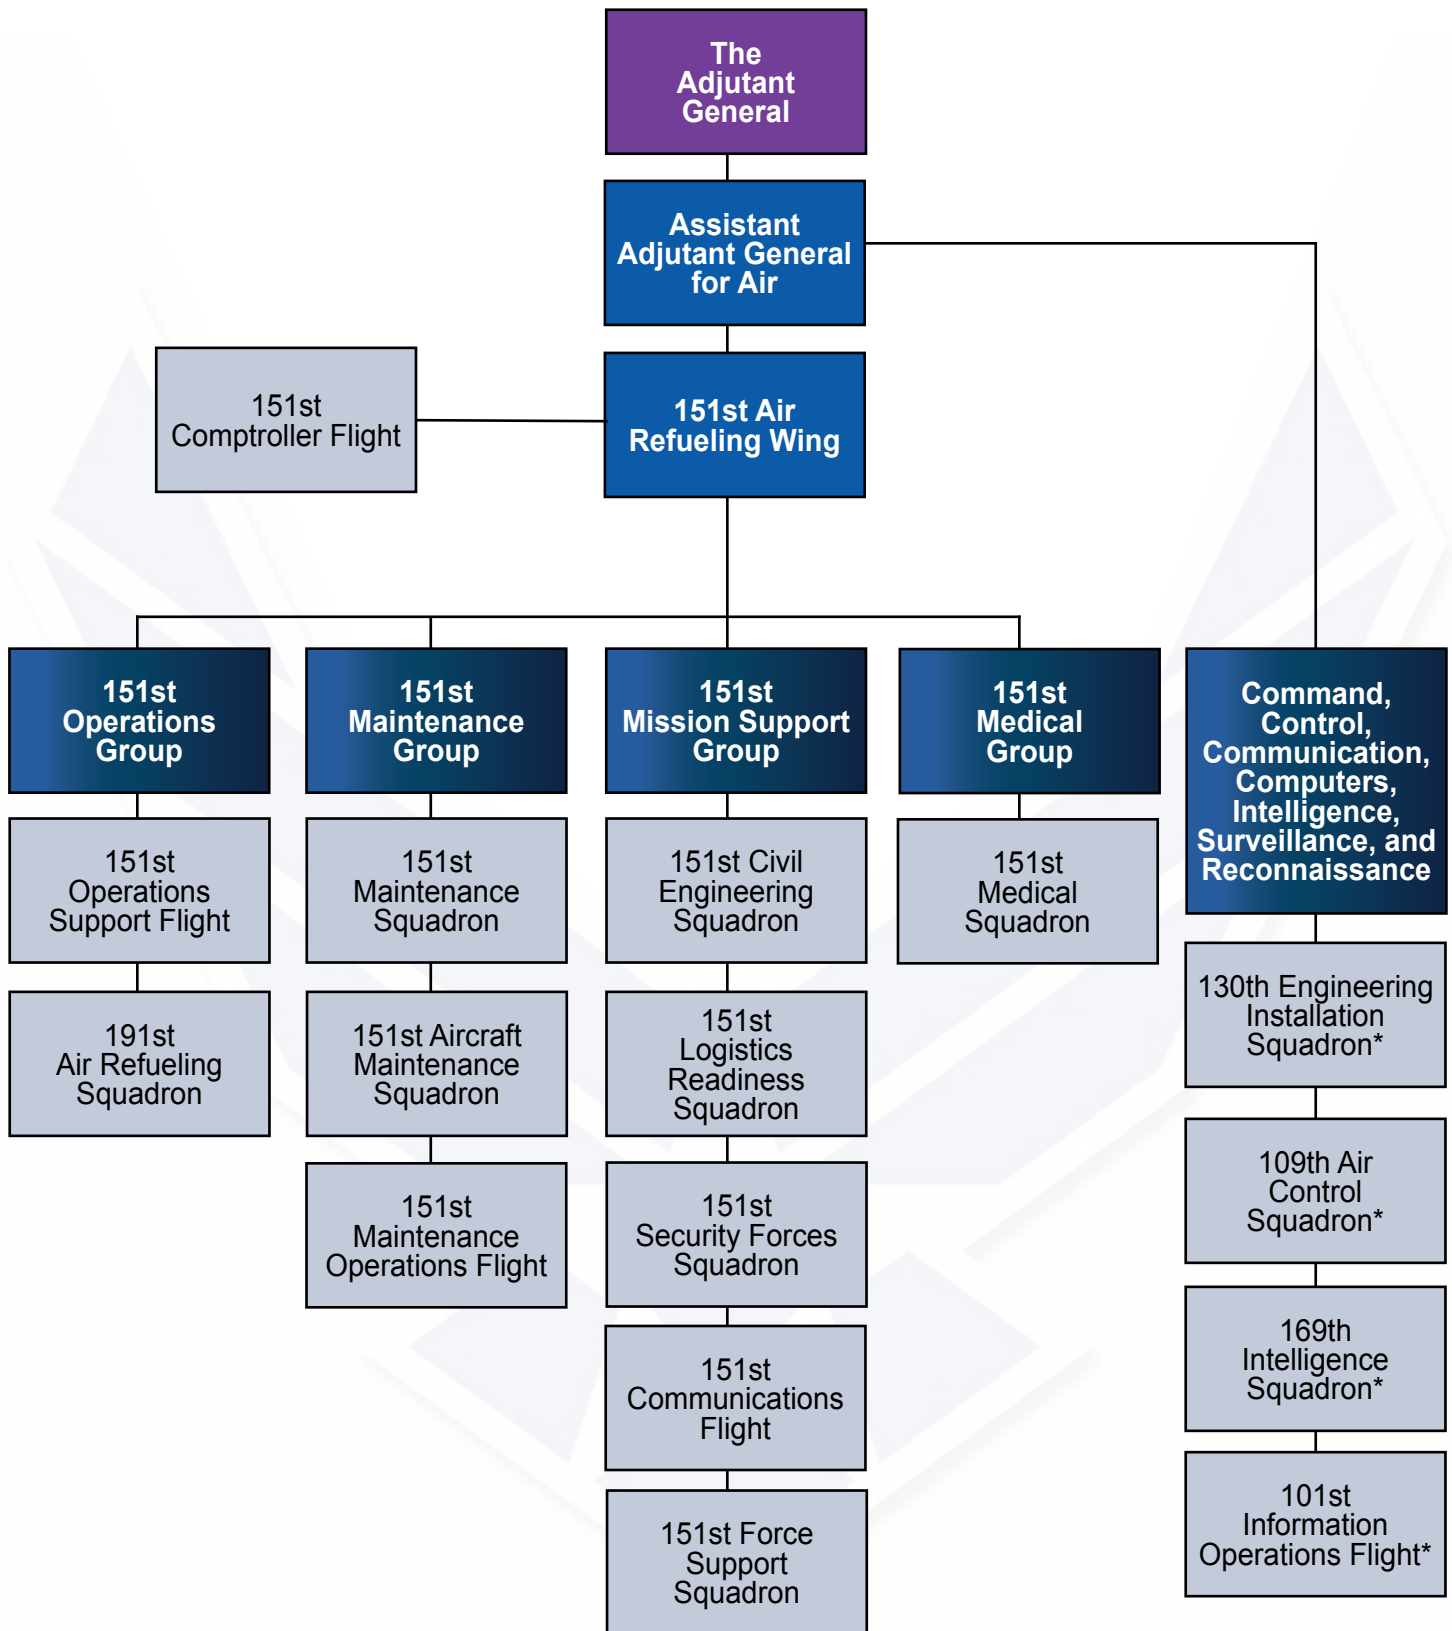 The
Adjutant
General
Assistant
Adjutant General
for Air
151st
Comptroller Flight
151st Air
Refueling Wing
151st
Operations
Group
151st
Maintenance
Group
151st
Mission Support
Group
151st
Medical
Group
Command,
Control,
Communication,
Computers,
Intelligence,
Surveillance, and
Reconnaissance
151st
Operations
Support Flight
191st
Air Refueling
Squadron
151st
Maintenance
Squadron
151st Aircraft
Maintenance
Squadron
151st
Maintenance
Operations Flight
151st Civil
Engineering
Squadron
151st
Logistics
Readiness
Squadron
151st
Security Forces
Squadron
151st
Communications
Flight
151st Force
Support
Squadron
151st
Medical
Squadron
130th Engineering
Installation
Squadron*
109th Air
Control
Squadron*
169th
Intelligence
Squadron*
101st
Information
Operations Flight*